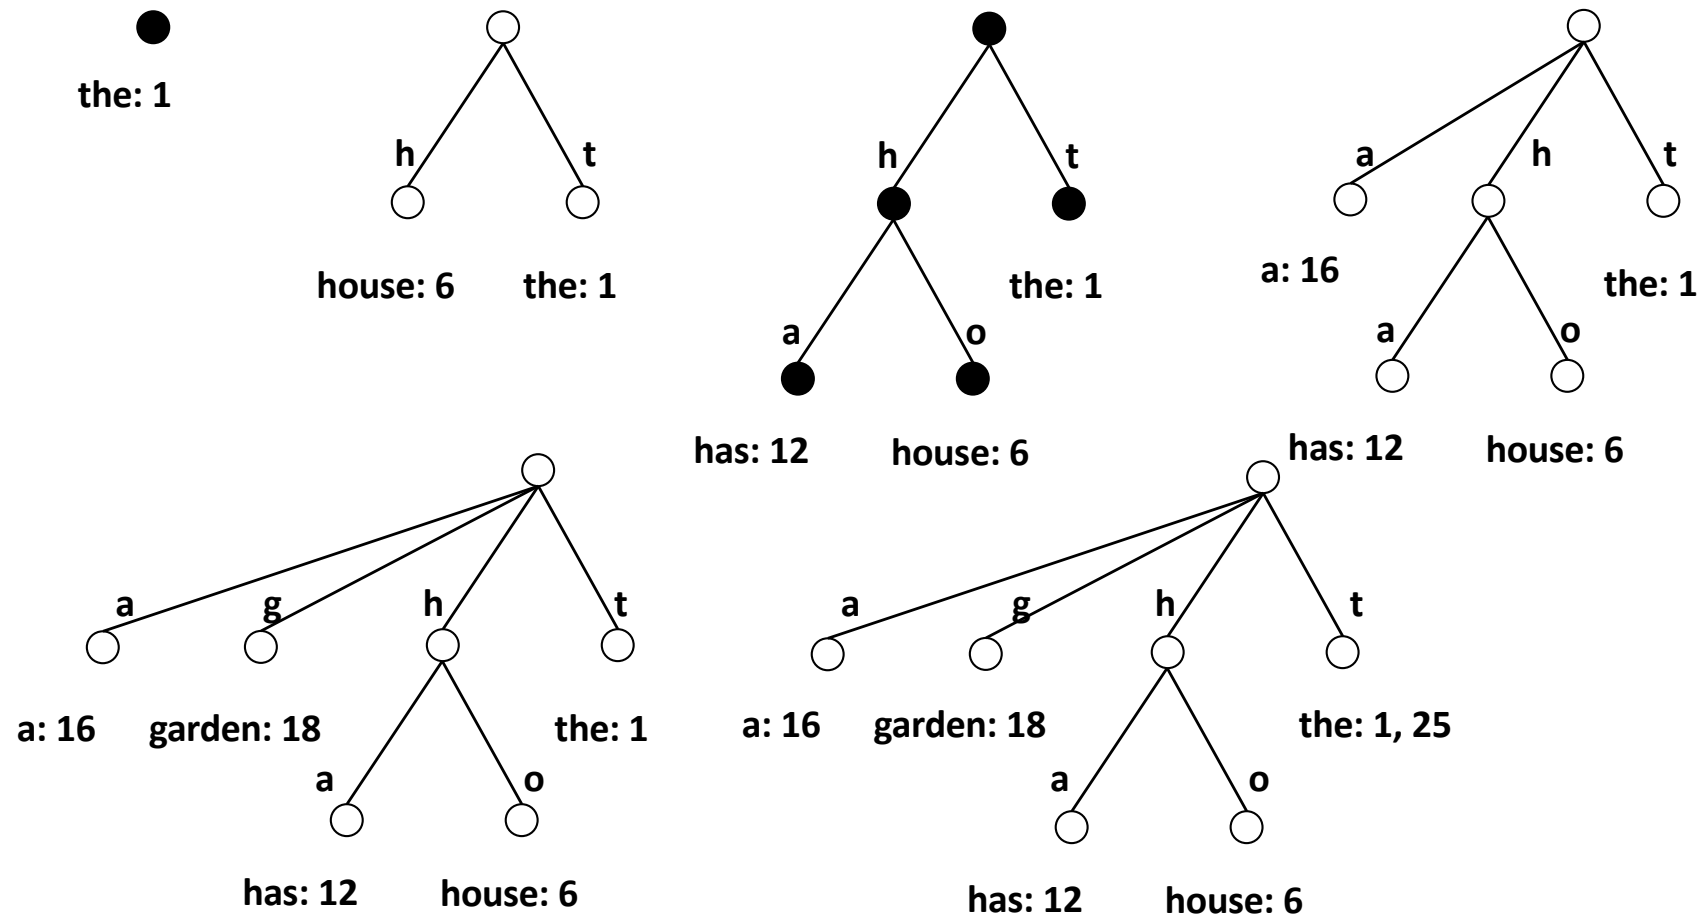 the: 1
h t
house: 6 the: 1
h t
the: 1
a o
has: 12 house: 6
a h t
a: 16 the: 1
a o
has: 12 house: 6
a g h t
a: 16 garden: 18 the: 1
a o
has: 12 house: 6
a g h t
a: 16 garden: 18 the: 1, 25
a o
has: 12 house: 6